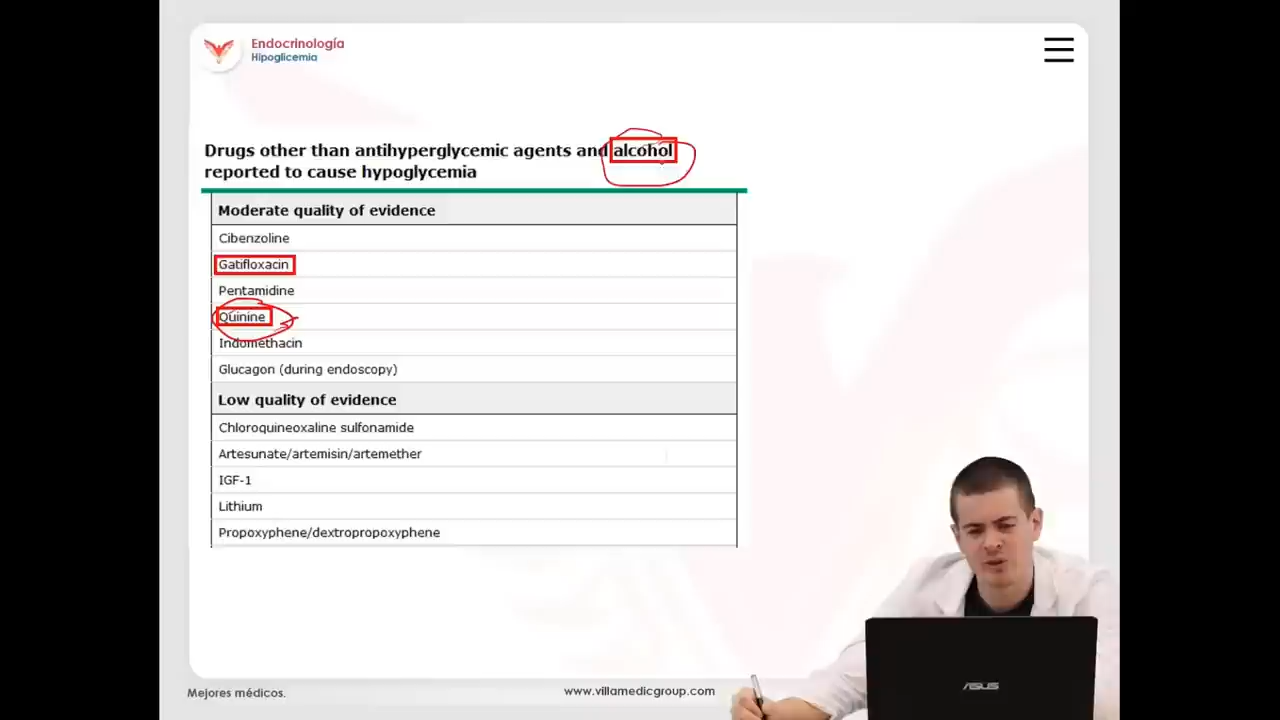 Endocrinología
Hipoglicemia
Drugs other than antihyperglycemic agents and alcohol
reported to cause hypoglycemia
Moderate quality of evidence
Cibenzoline
Gatifloxacin
Pentamidine
Quinine
Indomethacin
Glucagon (during endoscopy)
Low quality of evidence
Chloroquineoxaline sulfonamide
Artesunate/artemisin/artemether
IGF-1
Lithium
Propoxyphene/dextropropoxyphene
ASUS
Mejores médicos.
www.villamedicgroup.com